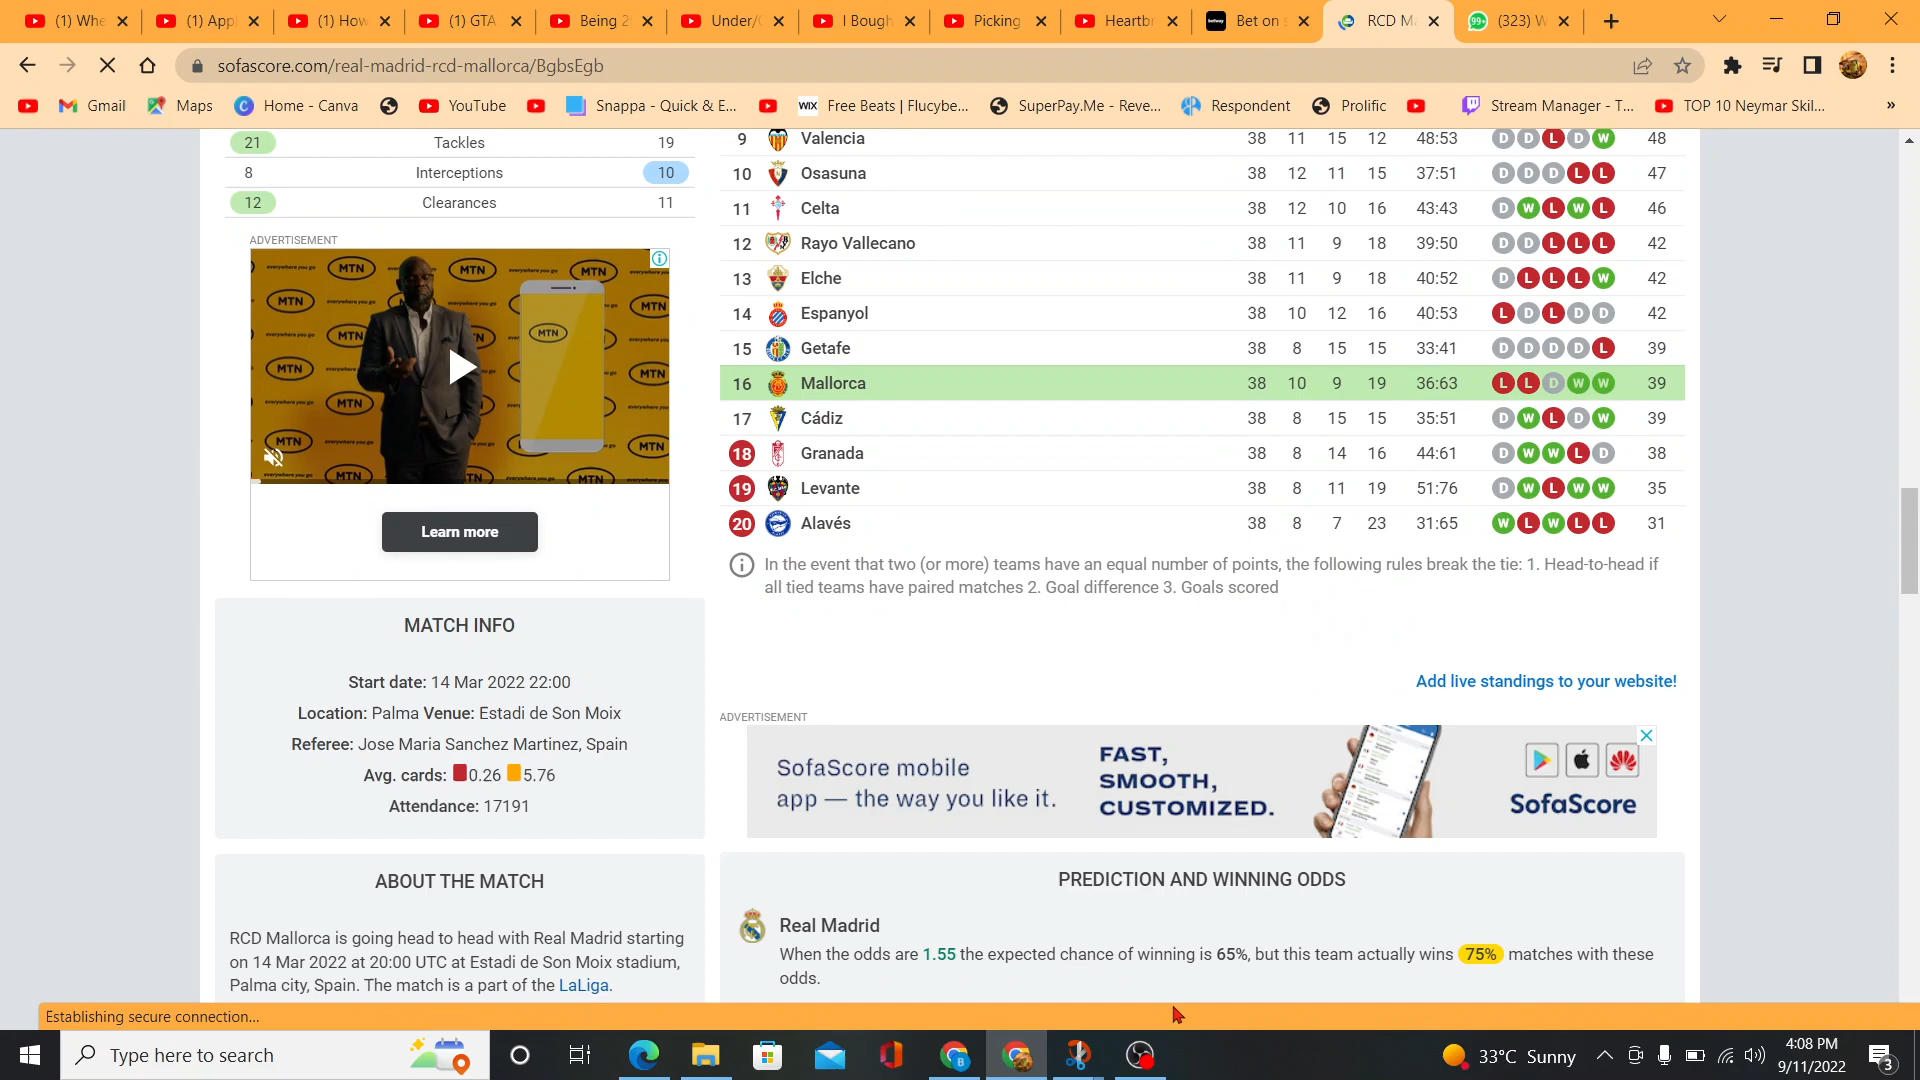 (1) Whe
(1) App
(1) How
(1) GTA
Being 2
Under/
I Bough
Picking
Heartbr
Bet on s
RCD Ma
(323) W
sofascore.com/real-madrid-rcd-mallorca/BgbsEgb
Gmail
Maps
Home - Canva
YouTube
Snappa - Quick & E...
WIX Free Beats | Flucybe...
SuperPay.Me - Reve...
Respondent
Prolific
Stream Manager - T...
TOP 10 Neymar Skil...
»
21 Tackles 19
8 Interceptions 10
12 Clearances 11
ADVERTISEMENT
MTN
everywhere you go
Learn more
MATCH INFO
Start date: 14 Mar 2022 22:00
Location: Palma Venue: Estadi de Son Moix
Referee: Jose Maria Sanchez Martinez, Spain
Avg. cards: 0.26 5.76
Attendance: 17191
ABOUT THE MATCH
RCD Mallorca is going head to head with Real Madrid starting
on 14 Mar 2022 at 20:00 UTC at Estadi de Son Moix stadium,
Palma city, Spain. The match is a part of the LaLiga.
9 Valencia 38 11 15 12 48:53 D D L D W 48
10 Osasuna 38 12 11 15 37:51 D D D L L 47
11 Celta 38 12 10 16 43:43 D W L W L 46
12 Rayo Vallecano 38 11 9 18 39:50 D D L L L 42
13 Elche 38 11 9 18 40:52 D L L L W 42
14 Espanyol 38 10 12 16 40:53 L D L D D 42
15 Getafe 38 8 15 15 33:41 D D D D L 39
16 Mallorca 38 10 9 19 36:63 L L D W W 39
17 Cádiz 38 8 15 15 35:51 D W L D W 39
18 Granada 38 8 14 16 44:61 D W W L D 38
19 Levante 38 8 11 19 51:76 D W L W W 35
20 Alavés 38 8 7 23 31:65 W L W L L 31
In the event that two (or more) teams have an equal number of points, the following rules break the tie: 1. Head-to-head if
all tied teams have paired matches 2. Goal difference 3. Goals scored
Add live standings to your website!
ADVERTISEMENT
SofaScore mobile
app — the way you like it.
FAST,
SMOOTH,
CUSTOMIZED.
SofaScore
PREDICTION AND WINNING ODDS
Real Madrid
When the odds are 1.55 the expected chance of winning is 65%, but this team actually wins 75% matches with these
odds.
Establishing secure connection...
Type here to search
33°C Sunny
4:08 PM
9/11/2022
3